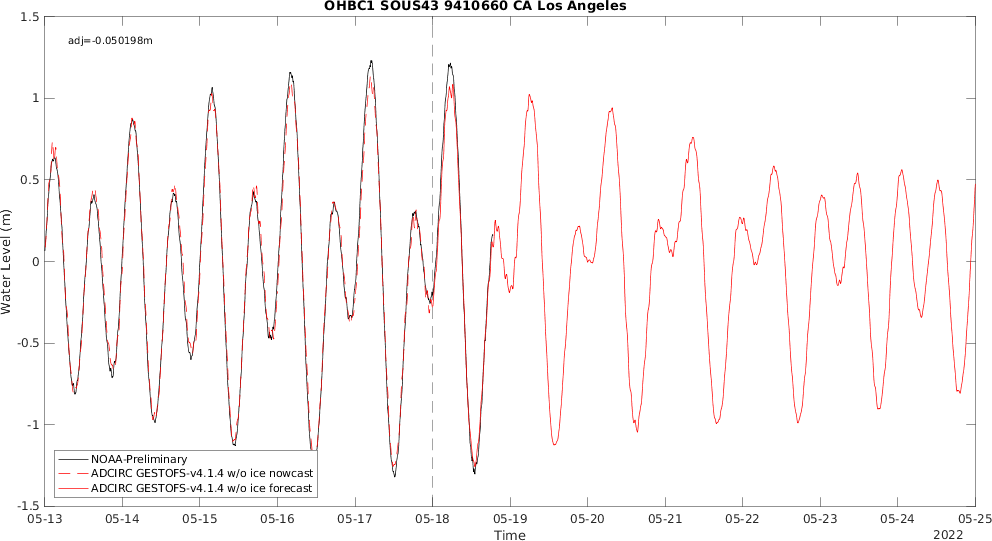 OHBC1 SOUS43 9410660 CA Los Angeles
adj=-0.050198m
1.5
1
0.5
0
-0.5
-1
-1.5
Water Level (m)
NOAA-Preliminary
ADCIRC GESTOFS-v4.1.4 w/o ice nowcast
ADCIRC GESTOFS-v4.1.4 w/o ice forecast
05-13 05-14 05-15 05-16 05-17 05-18 05-19 05-20 05-21 05-22 05-23 05-24 05-25
Time
2022